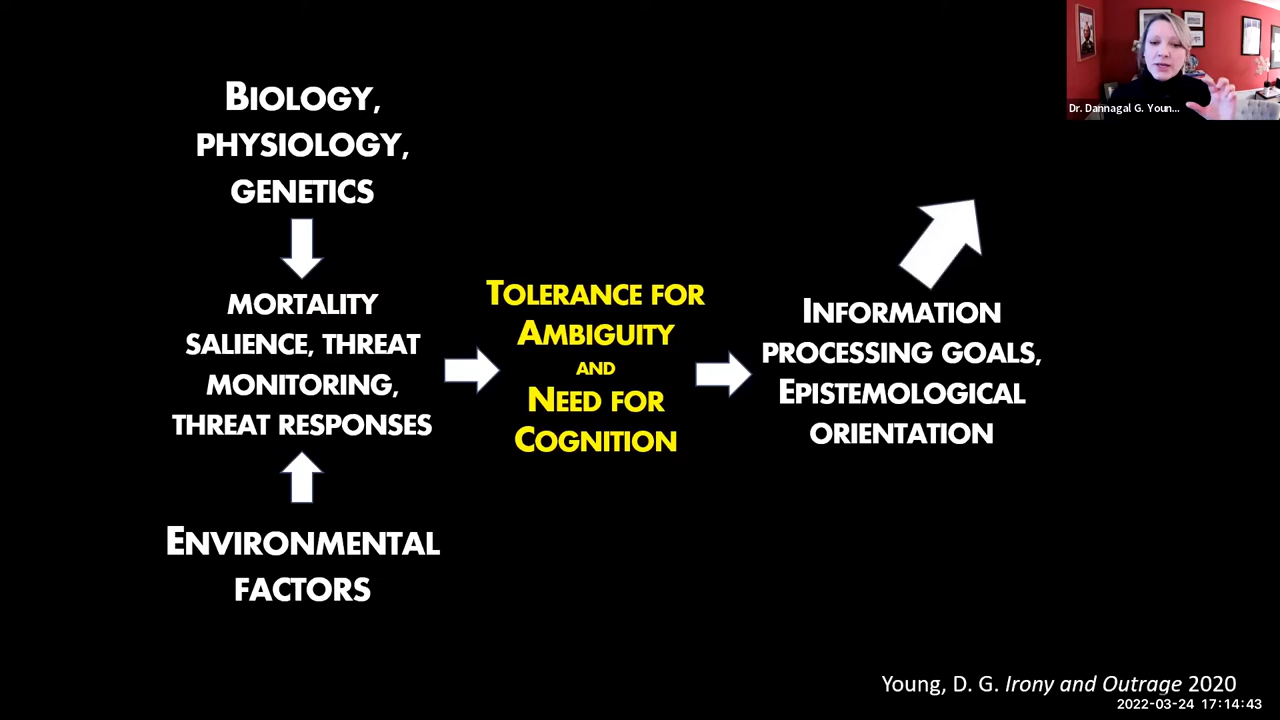 BIOLOGY,
PHYSIOLOGY,
GENETICS
MORTALITY
SALIENCE, THREAT
MONITORING,
THREAT RESPONSES
ENVIRONMENTAL
FACTORS
TOLERANCE FOR
AMBIGUITY
AND
NEED FOR
COGNITION
INFORMATION
PROCESSING GOALS,
EPISTEMOLOGICAL
ORIENTATION
Dr. Dannagal G. Youn...
Young, D. G. Irony and Outrage 2020
2022-03-24 17:14:43